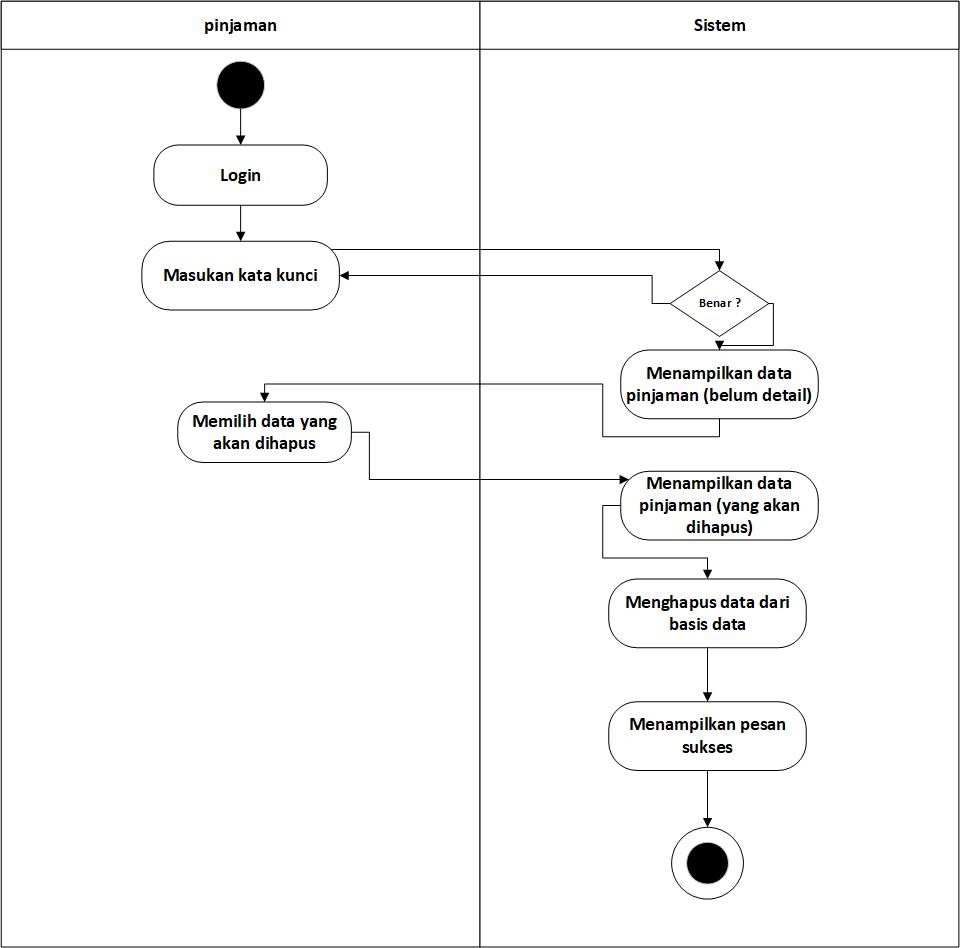 pinjaman
Sistem
Login
Masukan kata kunci
Benar ?
Menampilkan data
pinjaman (belum detail)
Memilih data yang
akan dihapus
Menampilkan data
pinjaman (yang akan
dihapus)
Menghapus data dari
basis data
Menampilkan pesan
sukses